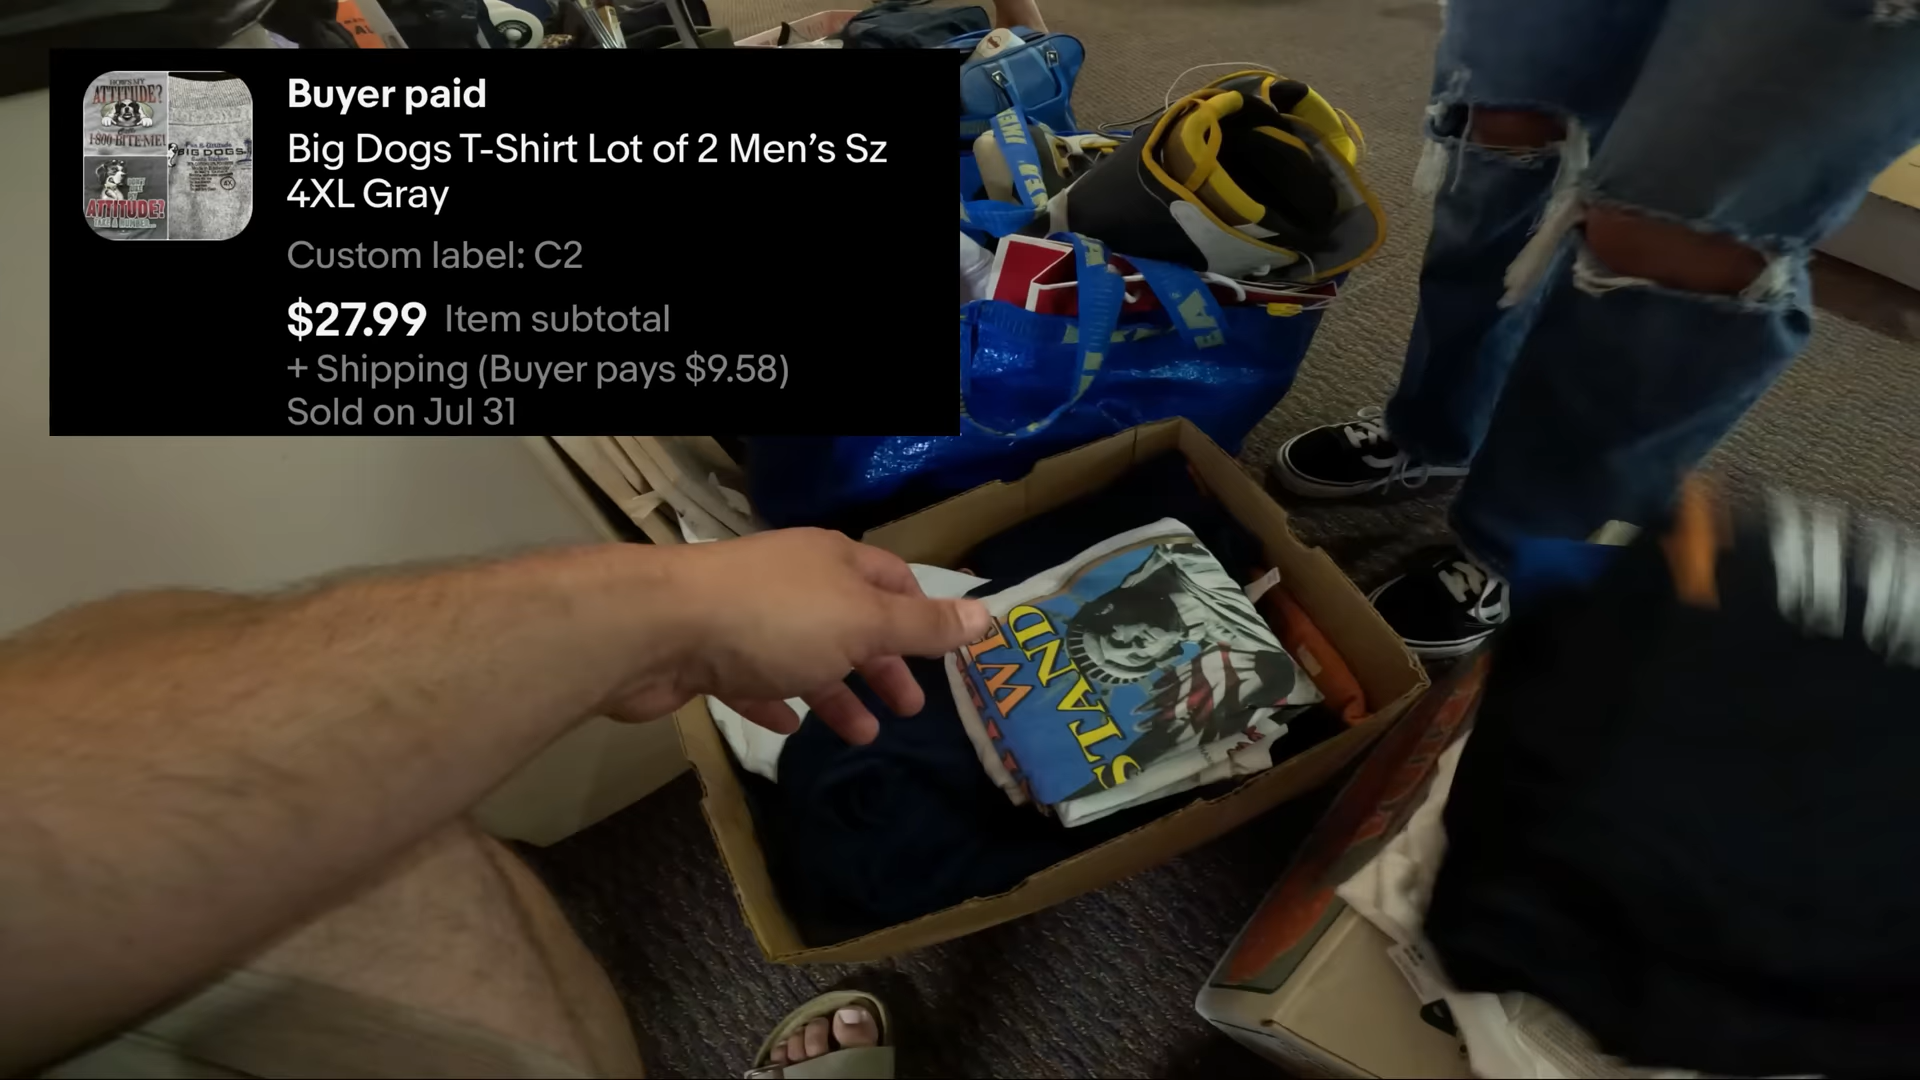 Buyer paid
Big Dogs T-Shirt Lot of 2 Men’s Sz
4XL Gray
Custom label: C2
$27.99 Item subtotal
+ Shipping (Buyer pays $9.58)
Sold on Jul 31
ATTITUDE?
1-800-BITE-ME!
BIG DOGS
4X
ATTITUDE?
STAND